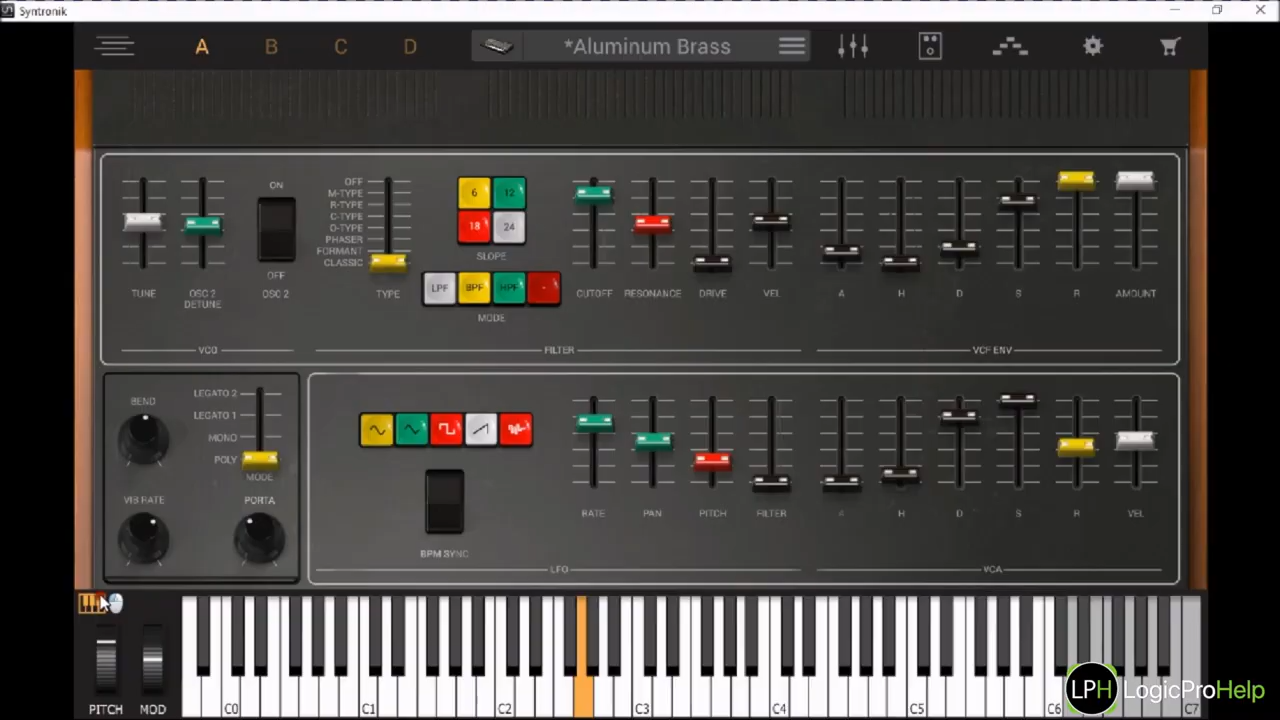 Syntronik
A B C D *Aluminum Brass
ON
OFF
OSC 2
TUNE
OSC 2
DETUNE
VCO
OFF
M-TYPE
R-TYPE
C-TYPE
O-TYPE
PHASER
FORMANT
CLASSIC
TYPE
6 12
18 24
SLOPE
LPF BPF HPF -
MODE
CUTOFF RESONANCE DRIVE VEL
FILTER
A H D S R AMOUNT
VCF ENV
BEND
LEGATO 2
LEGATO 1
MONO
POLY
MODE
VIB RATE PORTA
BPM SYNC
RATE PAN PITCH FILTER
LFO
A H D S R VEL
VCA
PITCH MOD
C0 C1 C2 C3 C4 C5 C6 C7
LPH LogicProHelp